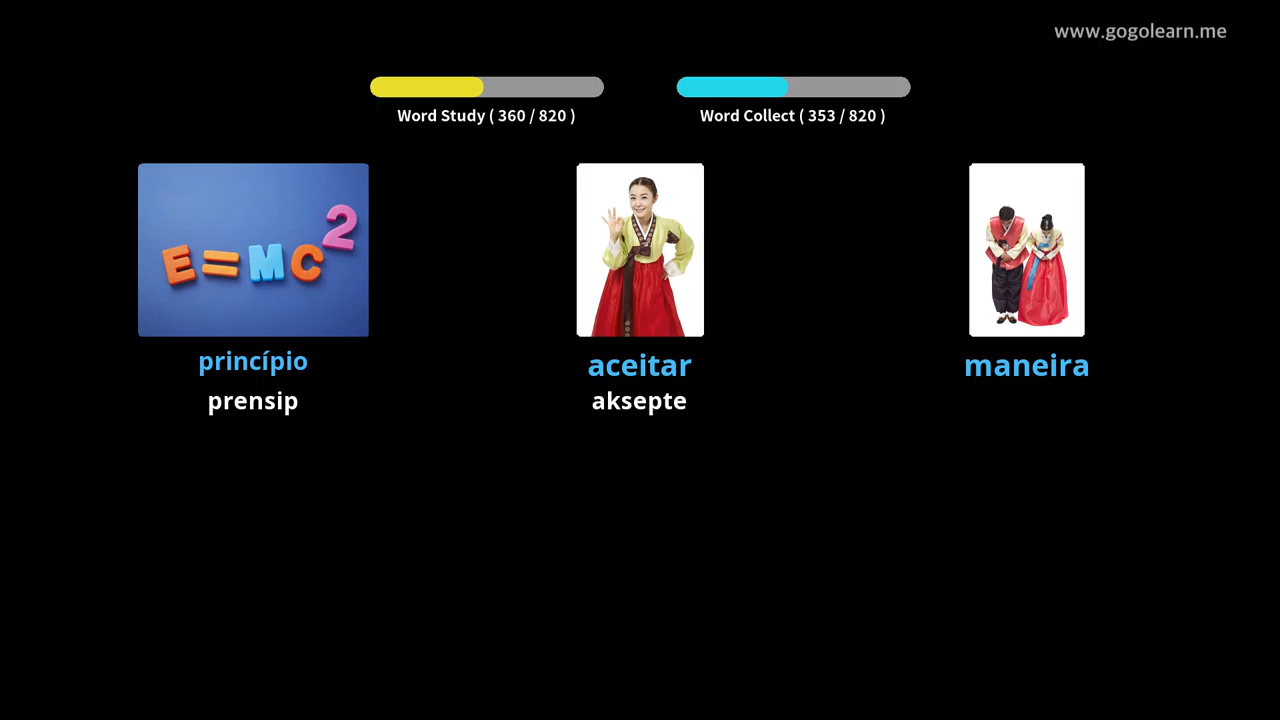 www.gogolearn.me
Word Study ( 360 / 820 )
Word Collect ( 353 / 820 )
E=MC2
princípio
aceitar
maneira
prensip
aksepte